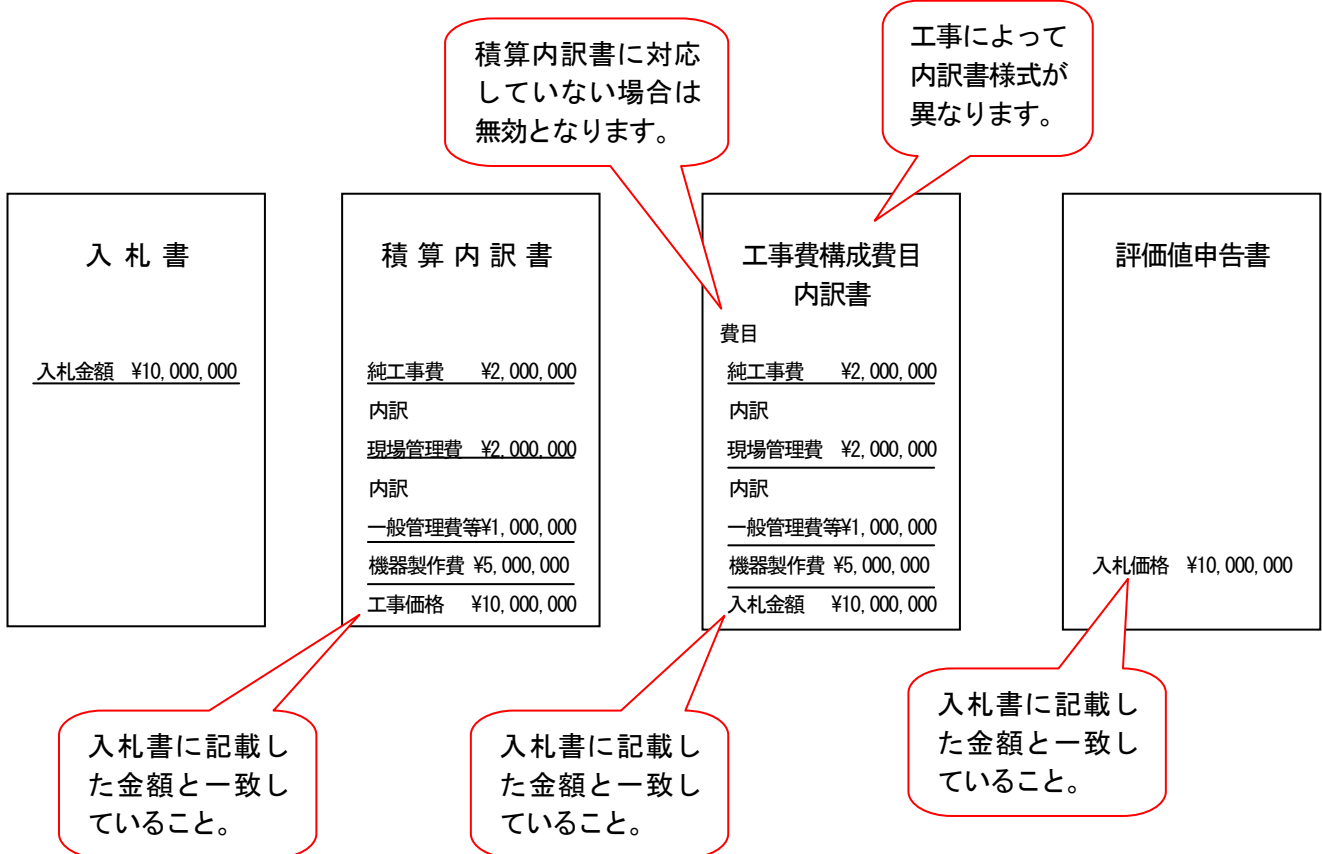 積算内訳書に対応
していない場合は
無効となります。
工事によって
内訳書様式が
異なります。
入札書
入札金額 ¥10,000,000
積算内訳書
純工事費 ¥2,000,000
内訳
現場管理費 ¥2,000,000
内訳
一般管理費等¥1,000,000
機器製作費 ¥5,000,000
工事価格 ¥10,000,000
工事費構成費目
内訳書
費目
純工事費 ¥2,000,000
内訳
現場管理費 ¥2,000,000
内訳
一般管理費等¥1,000,000
機器製作費 ¥5,000,000
入札金額 ¥10,000,000
評価値申告書
入札価格 ¥10,000,000
入札書に記載し
た金額と一致し
ていること。
入札書に記載し
た金額と一致し
ていること。
入札書に記載し
た金額と一致し
ていること。